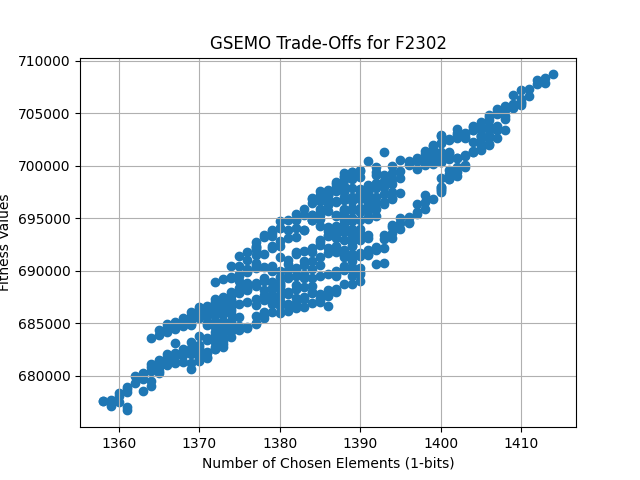 GSEMO Trade-Offs for F2302
710000
705000
700000
695000
690000
685000
680000
Fitness Values
1360 1370 1380 1390 1400 1410
Number of Chosen Elements (1-bits)